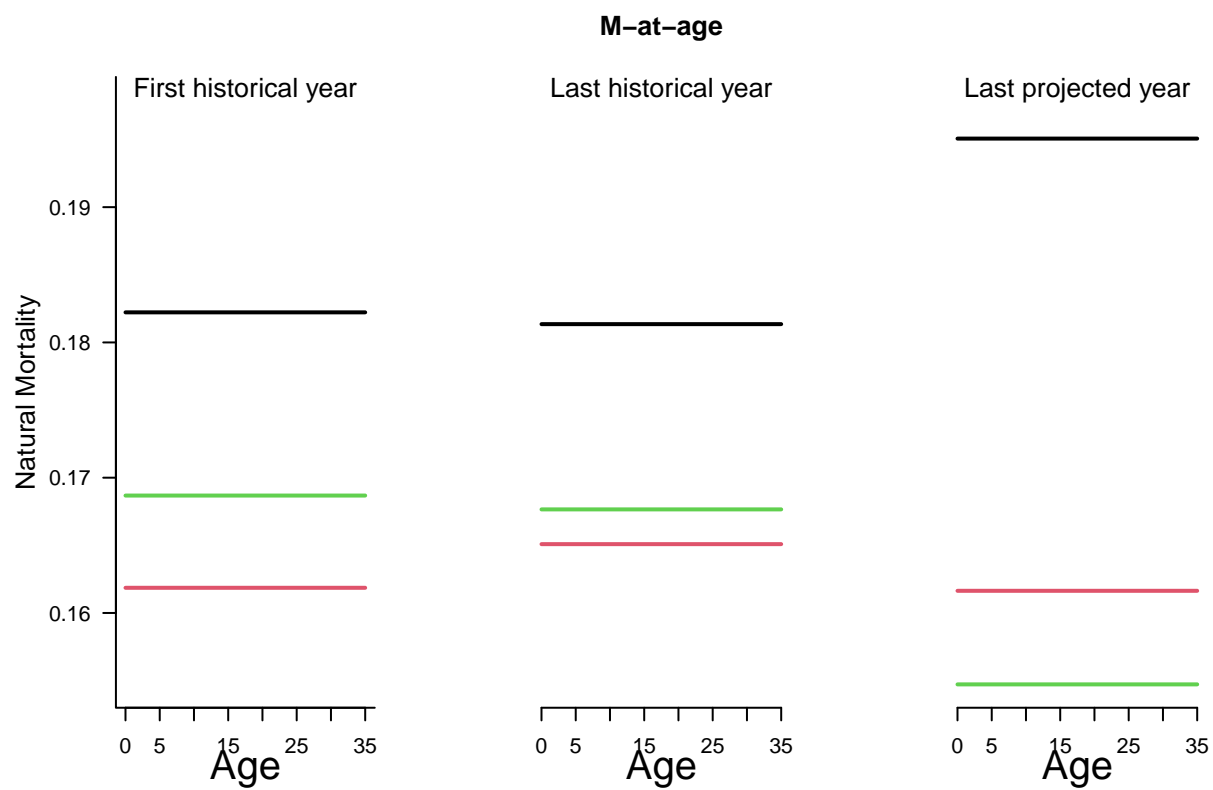 M−at−age
First historical year
Last historical year
Last projected year
Natural Mortality
0.19
0.18
0.17
0.16
0 5 15 25 35
0 5 15 25 35
0 5 15 25 35
Age
Age
Age